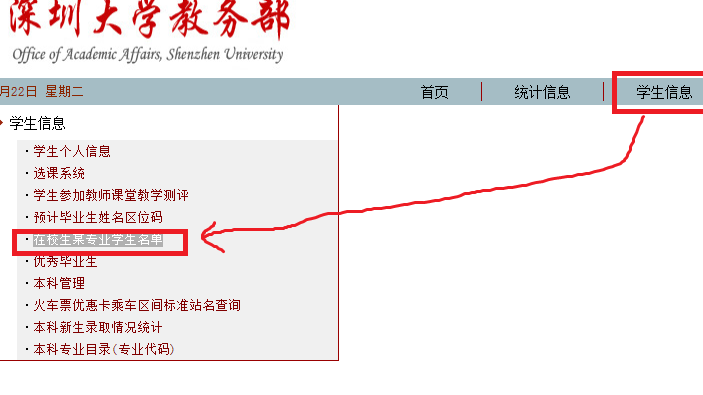 深圳大学教务部
Office of Academic Affairs, Shenzhen University
月22日 星期二
首页 统计信息 学生信息
学生信息
·学生个人信息
·选课系统
·学生参加教师课堂教学测评
·预计毕业生姓名区位码
·在校生某专业学生名单
·优秀毕业生
·本科管理
·火车票优惠卡乘车区间标准站名查询
·本科新生录取情况统计
·本科专业目录(专业代码)